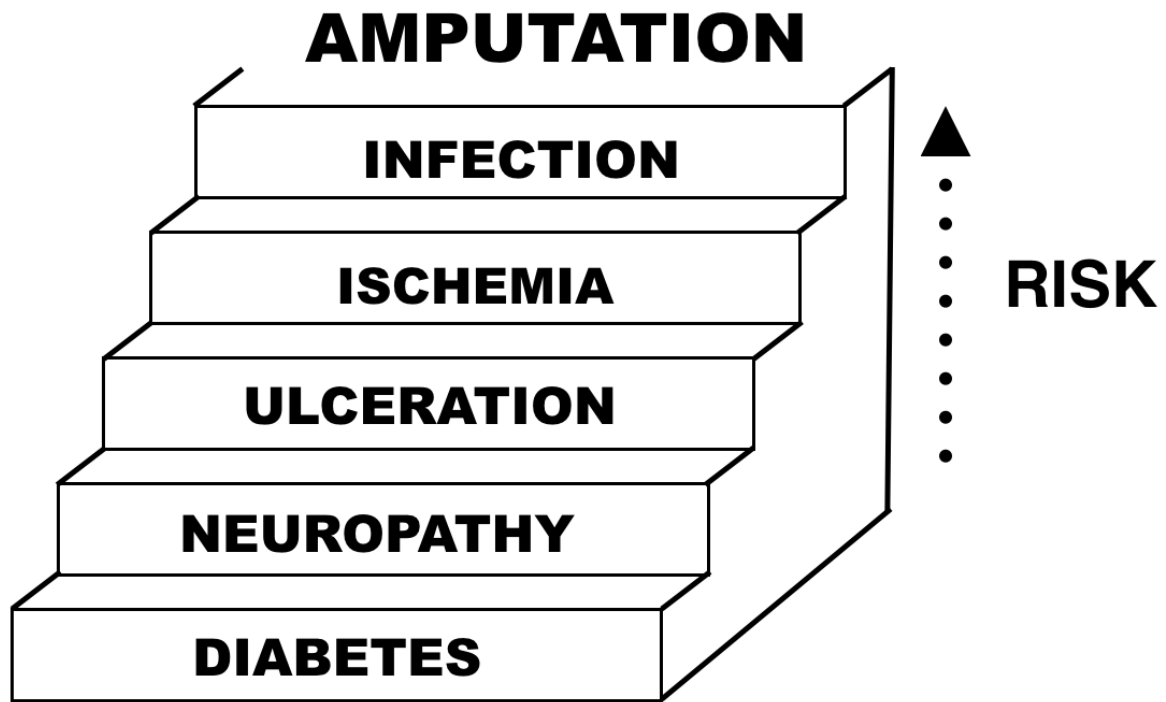 AMPUTATION
INFECTION
ISCHEMIA
RISK
ULCERATION
NEUROPATHY
DIABETES